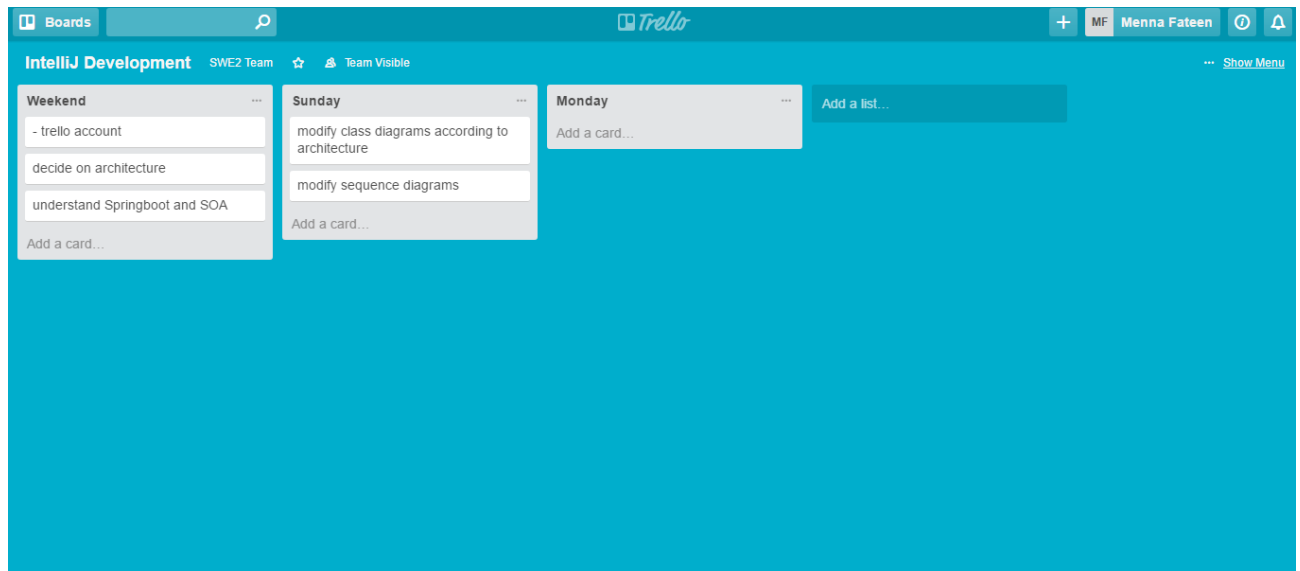 Boards
Trello
MF Menna Fateen
IntelliJ Development SWE2 Team Team Visible
··· Show Menu
Weekend ···
- trello account
decide on architecture
understand Springboot and SOA
Add a card…
Sunday ···
modify class diagrams according to
architecture
modify sequence diagrams
Add a card…
Monday ···
Add a card…
Add a list…